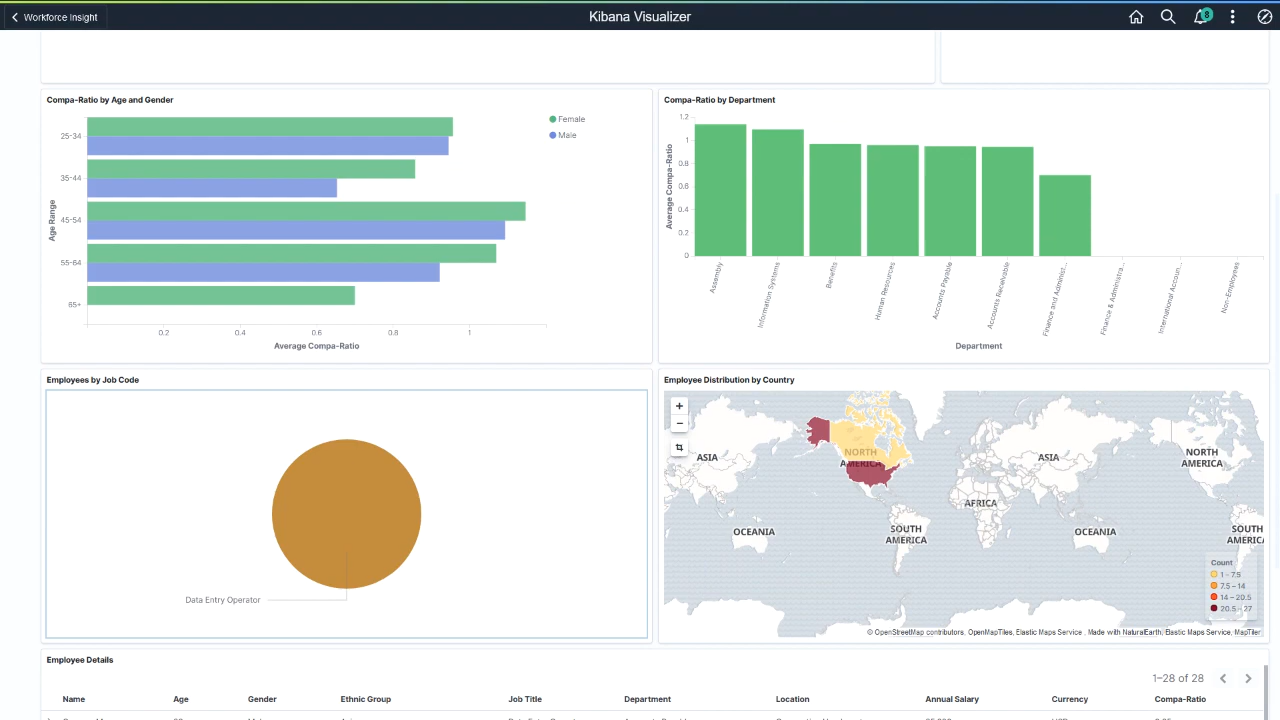 Workforce Insight
Kibana Visualizer
8
Compa-Ratio by Age and Gender
Female
Male
Age Range
25-34
35-44
45-54
55-64
65+
0.2 0.4 0.6 0.8 1
Average Compa-Ratio
Compa-Ratio by Department
Average Compa-Ratio
1.2
1
0.8
0.6
0.4
0.2
0
Assembly
Information Systems
Benefits
Human Resources
Accounts Payable
Accounts Receivable
Finance and Administ...
Finance & Administra...
International Accoun...
Non-Employees
Department
Employees by Job Code
Data Entry Operator
Employee Distribution by Country
+
−
ASIA
NORTH
AMERICA
ASIA
NORTH
AMERICA
AFRICA
OCEANIA
SOUTH
AMERICA
OCEANIA
SOUTH
AMERICA
Count
1 – 7.5
7.5 – 14
14 – 20.5
20.5 – 27
© OpenStreetMap contributors, OpenMapTiles, Elastic Maps Service , Made with NaturalEarth, Elastic Maps Service, MapTiler
Employee Details
1–28 of 28
Name Age Gender Ethnic Group Job Title Department Location Annual Salary Currency Compa-Ratio